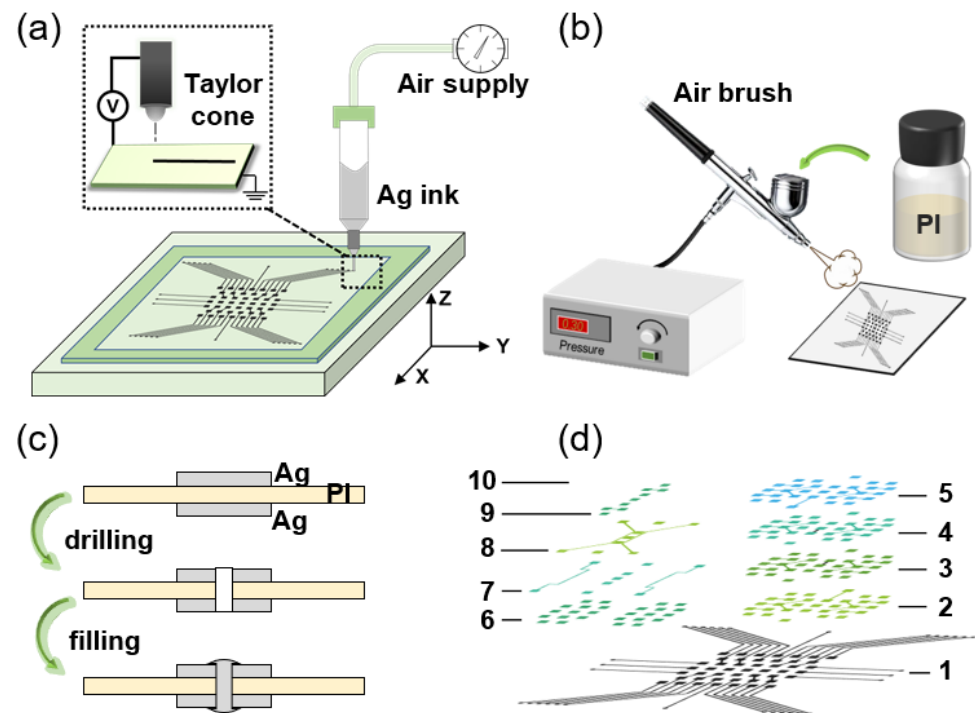 (a)
Taylor
cone
V
Air supply
Ag ink
Z
Y
X
(b)
Air brush
PI
0.30
Pressure
(c)
Ag
PI
Ag
drilling
filling
(d)
10
9
8
7
6
5
4
3
2
1